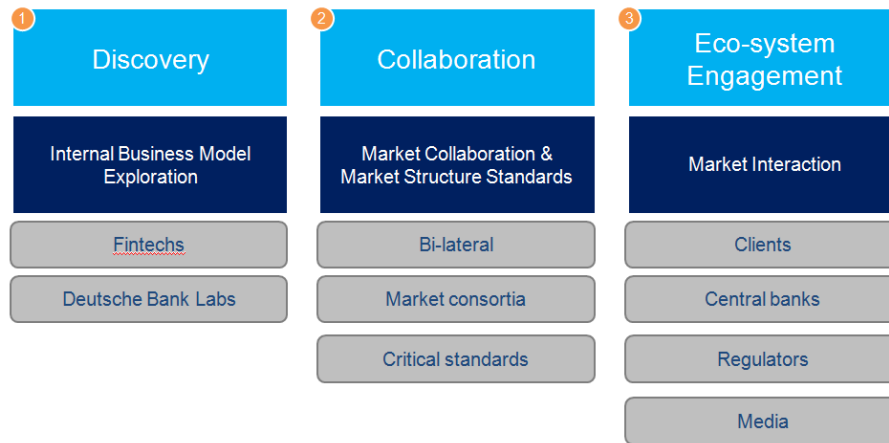 1
Discovery
Internal Business Model
Exploration
Fintechs
Deutsche Bank Labs
2
Collaboration
Market Collaboration &
Market Structure Standards
Bi-lateral
Market consortia
Critical standards
3
Eco-system
Engagement
Market Interaction
Clients
Central banks
Regulators
Media